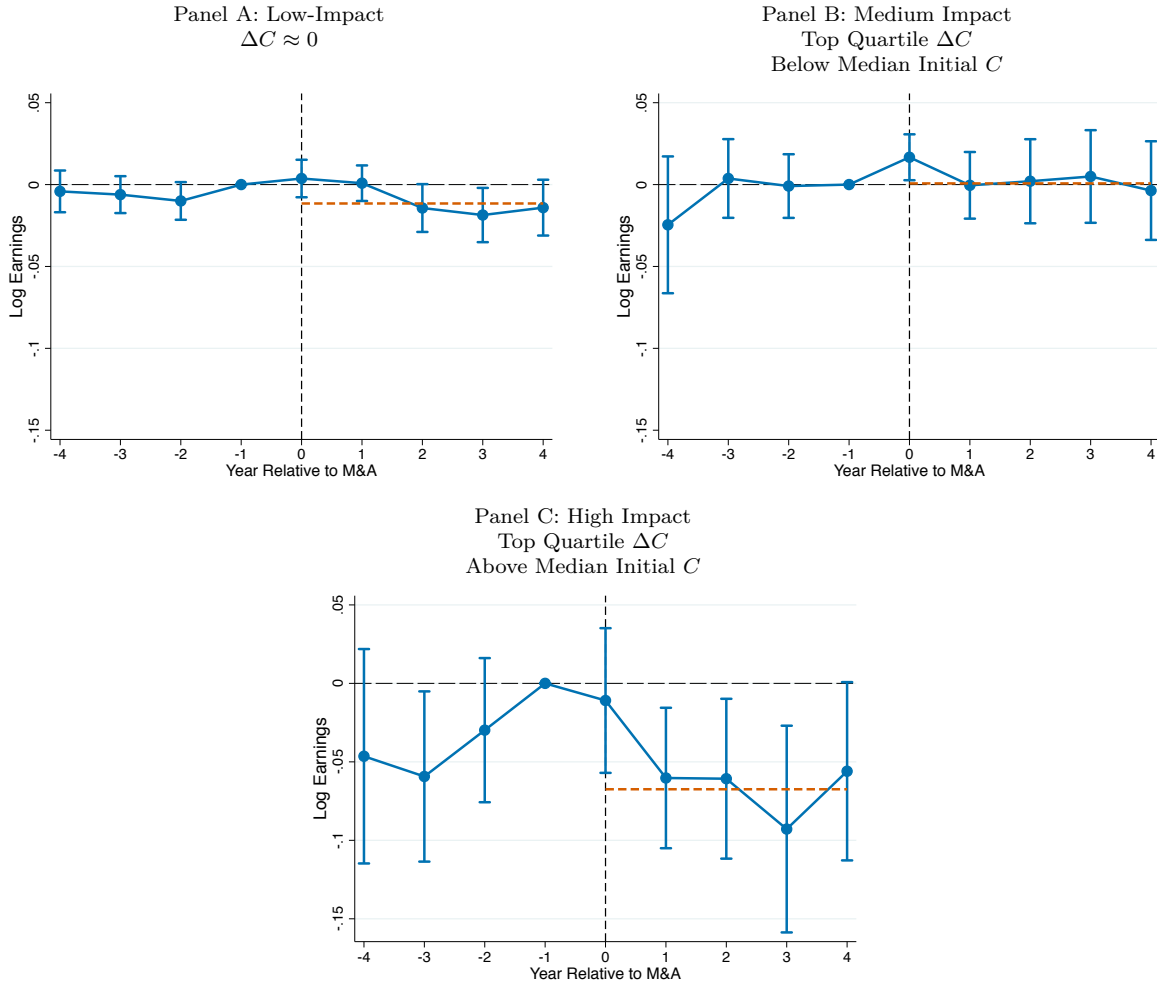 Panel A: Low-Impact
ΔC ≈ 0
.05
0
-.05
-.1
-.15
Log Earnings
-4 -3 -2 -1 0 1 2 3 4
Year Relative to M&A
Panel B: Medium Impact
Top Quartile ΔC
Below Median Initial C
.05
0
-.05
-.1
-.15
Log Earnings
-4 -3 -2 -1 0 1 2 3 4
Year Relative to M&A
Panel C: High Impact
Top Quartile ΔC
Above Median Initial C
.05
0
-.05
-.1
-.15
Log Earnings
-4 -3 -2 -1 0 1 2 3 4
Year Relative to M&A